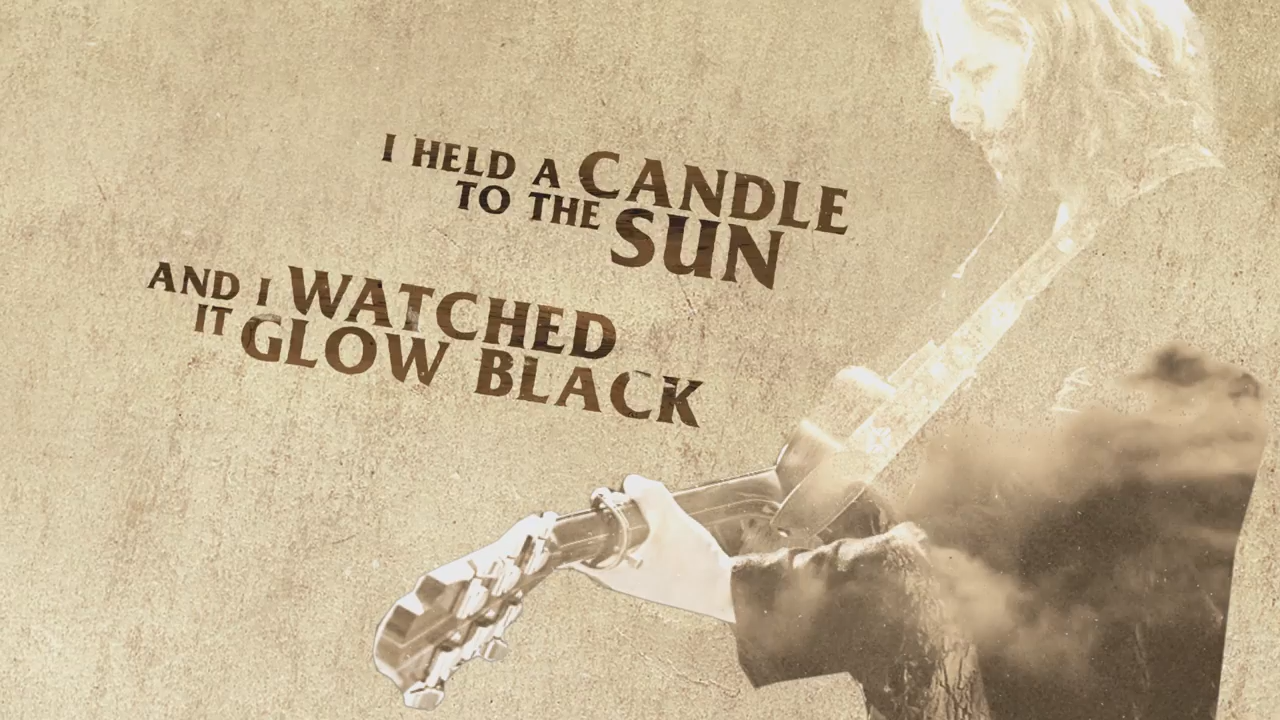 I HELD A CANDLE
TO THE SUN
AND I WATCHED
IT GLOW BLACK